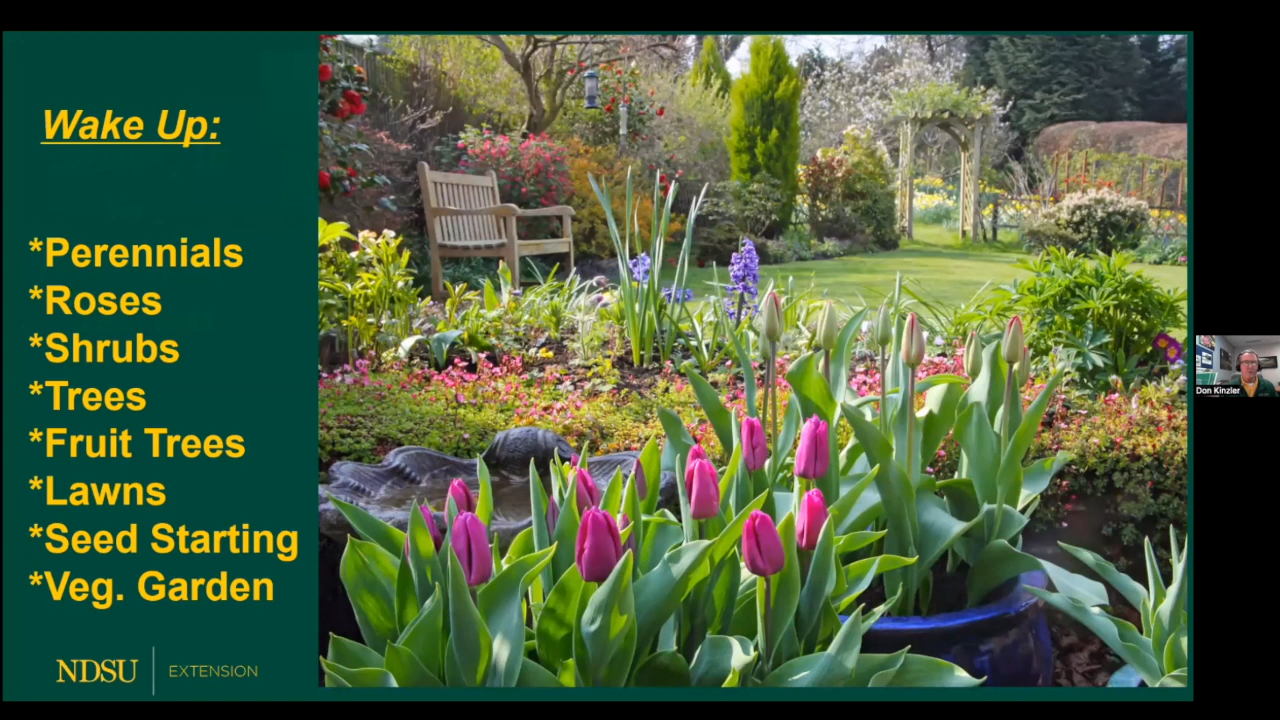 Wake Up:
*Perennials
*Roses
*Shrubs
*Trees
*Fruit Trees
*Lawns
*Seed Starting
*Veg. Garden
NDSU EXTENSION
Don Kinzler